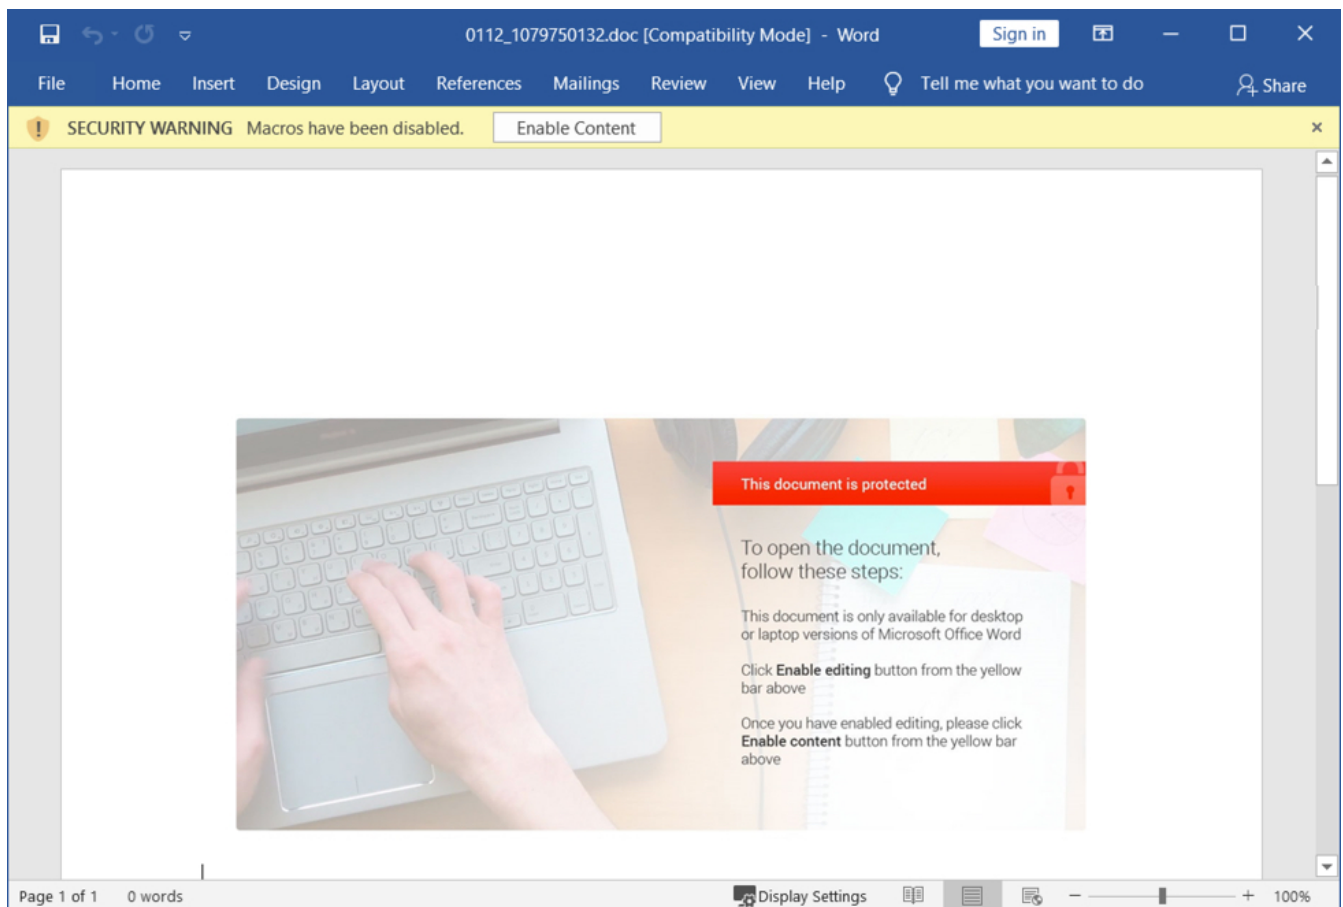 0112_1079750132.doc [Compatibility Mode] - Word
Sign in
File Home Insert Design Layout References Mailings Review View Help Tell me what you want to do Share
SECURITY WARNING Macros have been disabled. Enable Content
This document is protected
To open the document,
follow these steps:
This document is only available for desktop
or laptop versions of Microsoft Office Word
Click Enable editing button from the yellow
bar above
Once you have enabled editing, please click
Enable content button from the yellow bar
above
Page 1 of 1 0 words Display Settings 100%